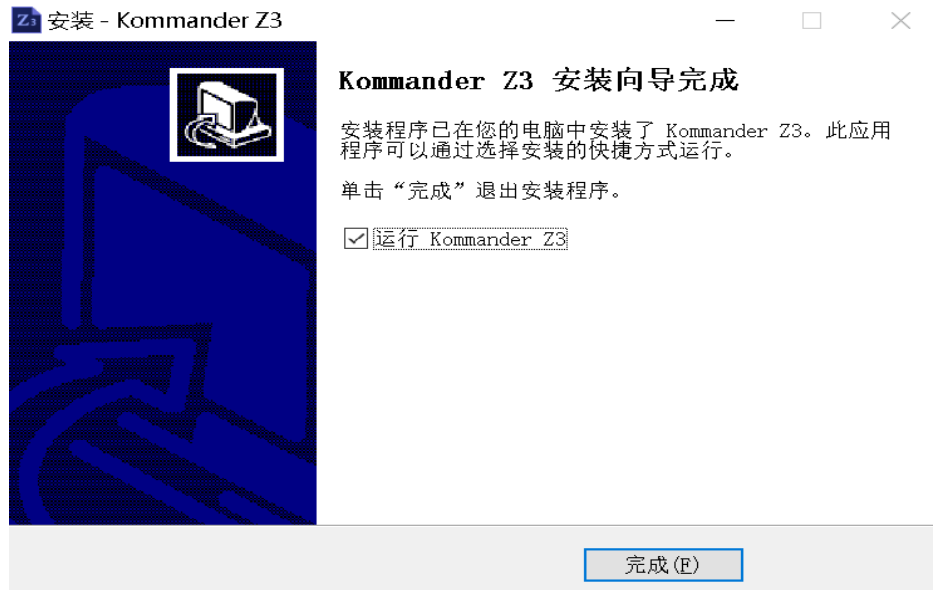 Z3 安装 - Kommander Z3
Kommander Z3 安装向导完成
安装程序已在您的电脑中安装了 Kommander Z3。此应用
程序可以通过选择安装的快捷方式运行。
单击“完成”退出安装程序。
运行 Kommander Z3
完成(F)